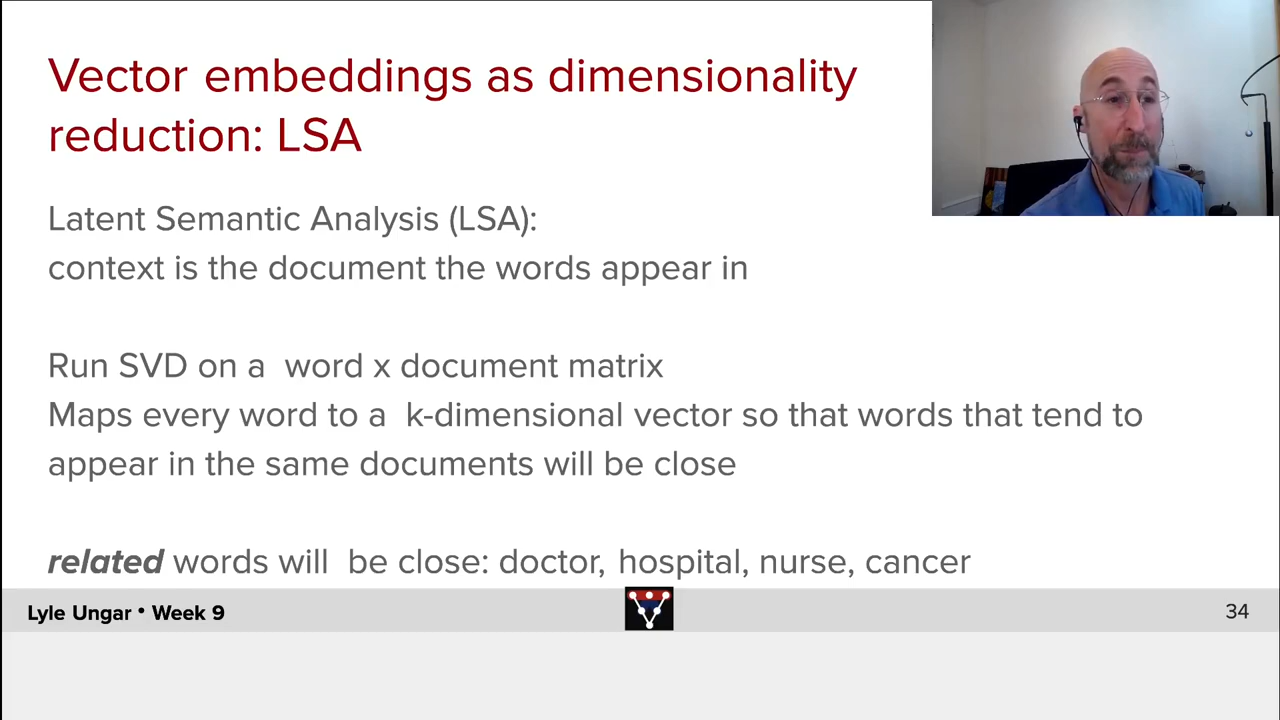 Vector embeddings as dimensionality
reduction: LSA
Latent Semantic Analysis (LSA):
context is the document the words appear in
Run SVD on a word x document matrix
Maps every word to a k-dimensional vector so that words that tend to
appear in the same documents will be close
related words will be close: doctor, hospital, nurse, cancer
Lyle Ungar • Week 9
34